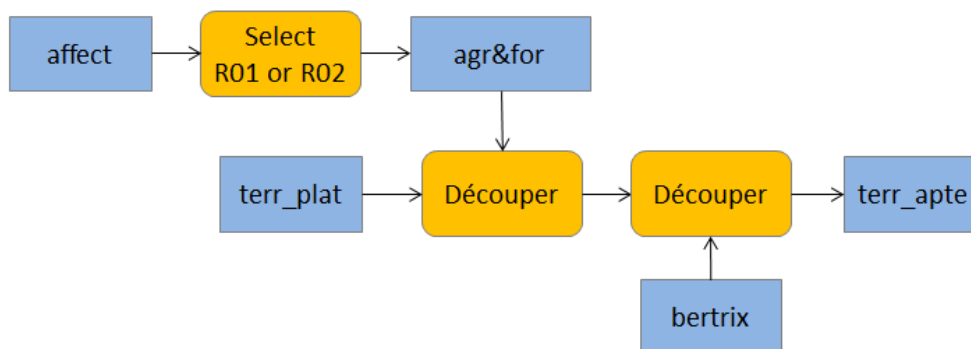 affect
Select
R01 or R02
agr&for
terr_plat
Découper
Découper
terr_apte
bertrix